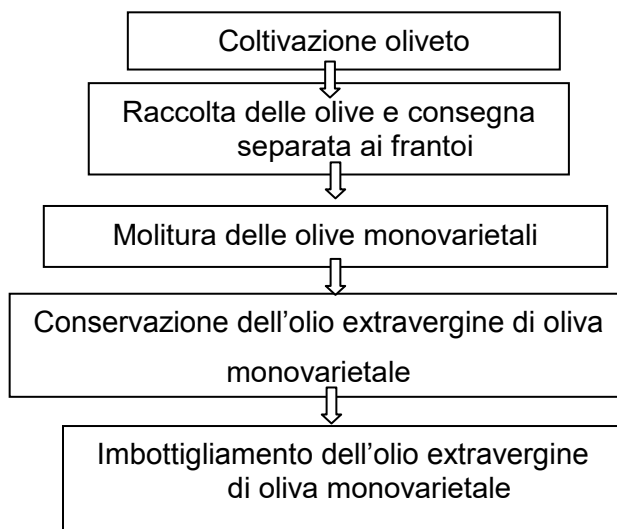 Coltivazione oliveto
Raccolta delle olive e consegna
separata ai frantoi
Molitura delle olive monovarietali
Conservazione dell’olio extravergine di oliva
monovarietale
Imbottigliamento dell’olio extravergine
di oliva monovarietale